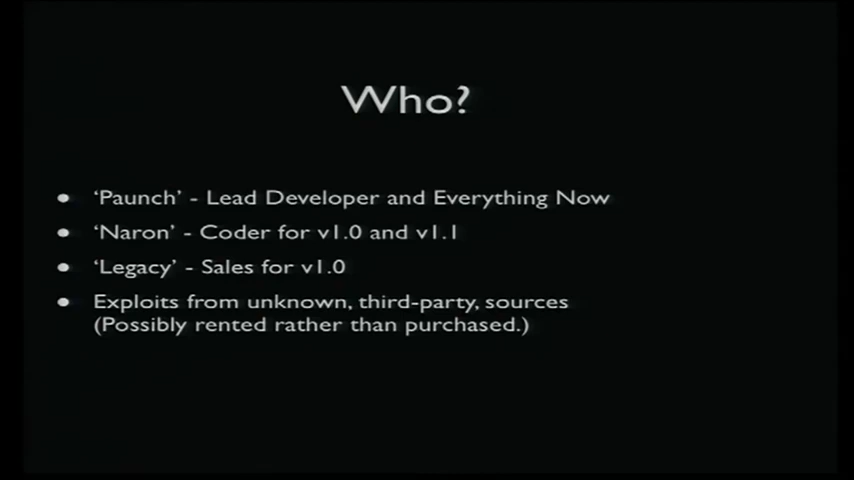 Who?
• ‘Paunch’ - Lead Developer and Everything Now
• ‘Naron’ - Coder for v1.0 and v1.1
• ‘Legacy’ - Sales for v1.0
• Exploits from unknown, third-party, sources
(Possibly rented rather than purchased.)